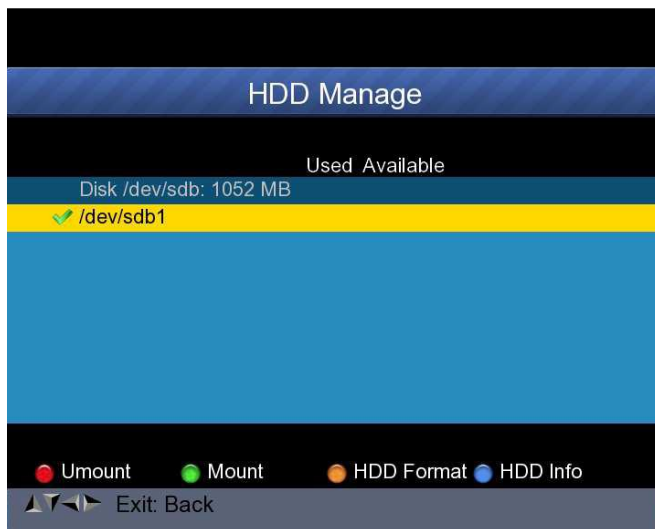 HDD Manage
Used Available
Disk /dev/sdb: 1052 MB
/dev/sdb1
Umount Mount HDD Format HDD Info
Exit: Back